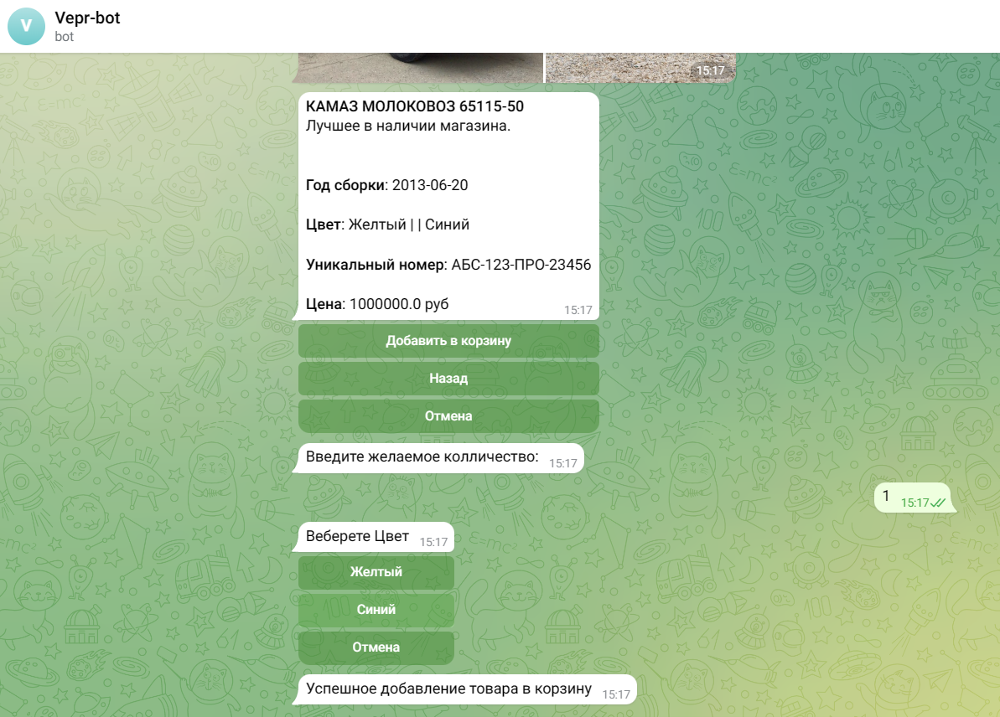 V
Vepr-bot
bot
15:17
КАМАЗ МОЛОКОВОЗ 65115-50
Лучшее в наличии магазина.
Год сборки: 2013-06-20
Цвет: Желтый | | Синий
Уникальный номер: АБС-123-ПРО-23456
Цена: 1000000.0 руб
15:17
Добавить в корзину
Назад
Отмена
Введите желаемое колличество: 15:17
1 15:17
Веберете Цвет 15:17
Желтый
Синий
Отмена
Успешное добавление товара в корзину 15:17